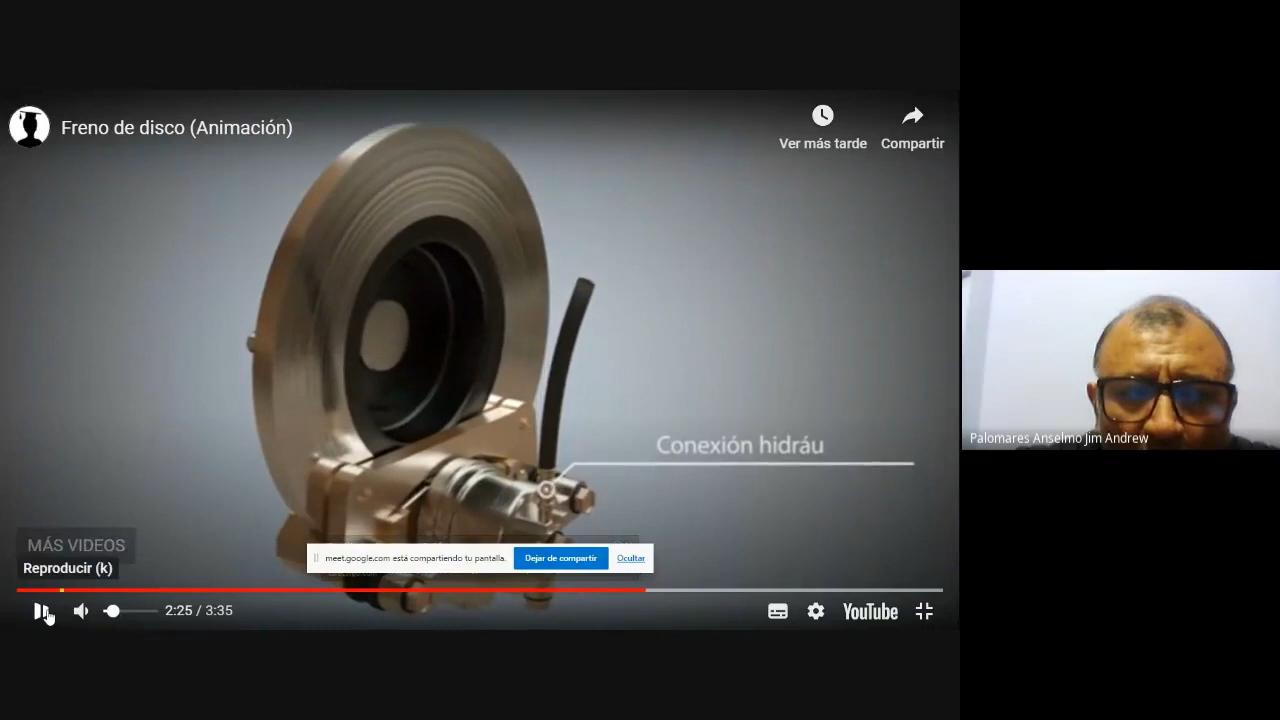 Freno de disco (Animación)
Ver más tarde
Compartir
Conexión hidráu
Palomares Anselmo Jim Andrew
MÁS VIDEOS
meet.google.com está compartiendo tu pantalla.
Dejar de compartir
Ocultar
Reproducir (k)
2:25 / 3:35
YouTube